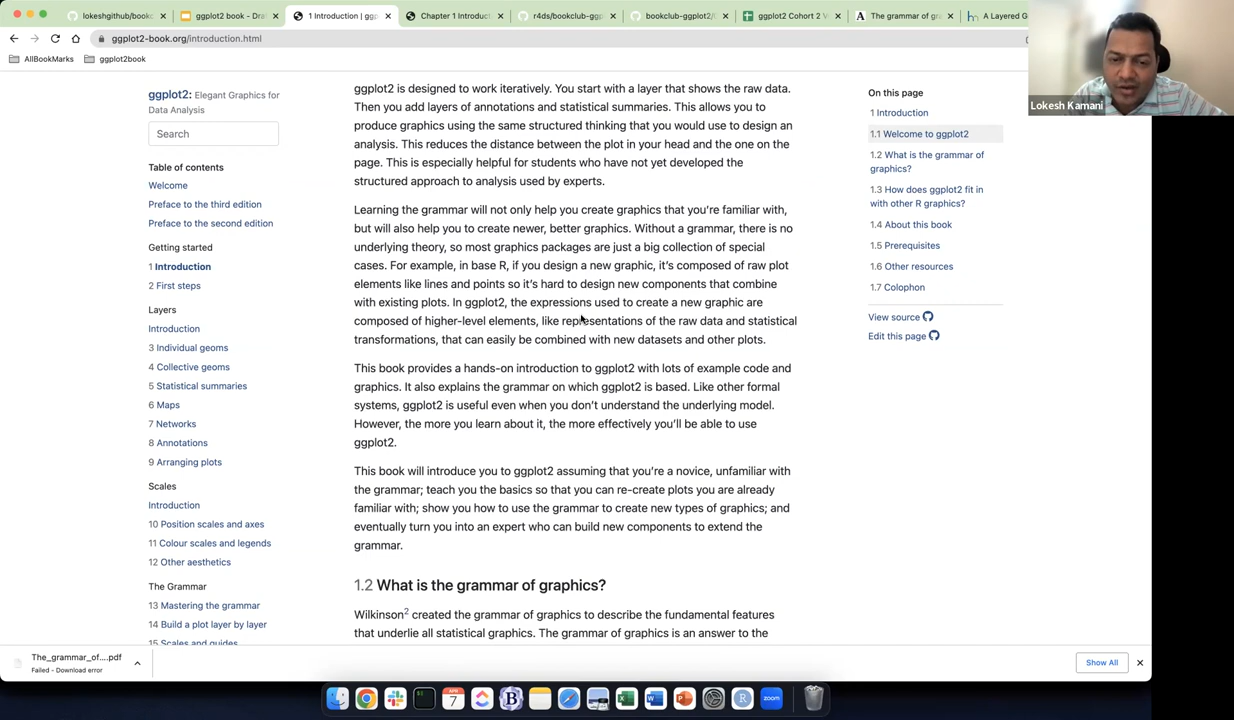 lokeshgithub/book
ggplot2 book - Dra
1 Introduction | ggp
Chapter 1 Introduct
r4ds/bookclub-ggp
bookclub-ggplot2/
ggplot2 Cohort 2 V
The grammar of gr
A Layered G
ggplot2-book.org/introduction.html
AllBookMarks
ggplot2book
Lokesh Kamani
ggplot2: Elegant Graphics for
Data Analysis
Search
Table of contents
Welcome
Preface to the third edition
Preface to the second edition
Getting started
1 Introduction
2 First steps
Layers
Introduction
3 Individual geoms
4 Collective geoms
5 Statistical summaries
6 Maps
7 Networks
8 Annotations
9 Arranging plots
Scales
Introduction
10 Position scales and axes
11 Colour scales and legends
12 Other aesthetics
The Grammar
13 Mastering the grammar
14 Build a plot layer by layer
15 Scales and guides
ggplot2 is designed to work iteratively. You start with a layer that shows the raw data.
Then you add layers of annotations and statistical summaries. This allows you to
produce graphics using the same structured thinking that you would use to design an
analysis. This reduces the distance between the plot in your head and the one on the
page. This is especially helpful for students who have not yet developed the
structured approach to analysis used by experts.
Learning the grammar will not only help you create graphics that you're familiar with,
but will also help you to create newer, better graphics. Without a grammar, there is no
underlying theory, so most graphics packages are just a big collection of special
cases. For example, in base R, if you design a new graphic, it's composed of raw plot
elements like lines and points so it's hard to design new components that combine
with existing plots. In ggplot2, the expressions used to create a new graphic are
composed of higher-level elements, like representations of the raw data and statistical
transformations, that can easily be combined with new datasets and other plots.
This book provides a hands-on introduction to ggplot2 with lots of example code and
graphics. It also explains the grammar on which ggplot2 is based. Like other formal
systems, ggplot2 is useful even when you don't understand the underlying model.
However, the more you learn about it, the more effectively you'll be able to use
ggplot2.
This book will introduce you to ggplot2 assuming that you're a novice, unfamiliar with
the grammar; teach you the basics so that you can re-create plots you are already
familiar with; show you how to use the grammar to create new types of graphics; and
eventually turn you into an expert who can build new components to extend the
grammar.
1.2 What is the grammar of graphics?
Wilkinson2 created the grammar of graphics to describe the fundamental features
that underlie all statistical graphics. The grammar of graphics is an answer to the
On this page
1 Introduction
1.1 Welcome to ggplot2
1.2 What is the grammar of
graphics?
1.3 How does ggplot2 fit in
with other R graphics?
1.4 About this book
1.5 Prerequisites
1.6 Other resources
1.7 Colophon
View source
Edit this page
The_grammar_of....pdf
Failed - Download error
Show All
APR
7
zoom